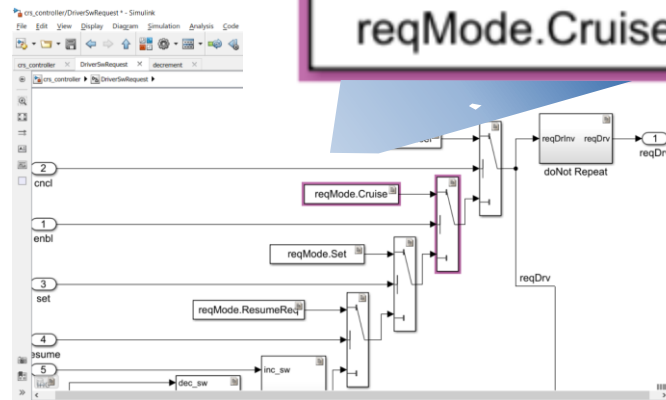 crs_controller/DriverSwRequest * - Simulink
File Edit View Display Diagram Simulation Analysis Code
crs_controller DriverSwRequest decrement
crs_controller DriverSwRequest
reqMode.Cruise
reqDrInv reqDrv
1
doNot Repeat
2
cncl
reqMode.Cruise
1
enbl
reqMode.Set
3
set
reqDrv
reqMode.ResumeReq
4
esume
5
inc_sw
dec_sw